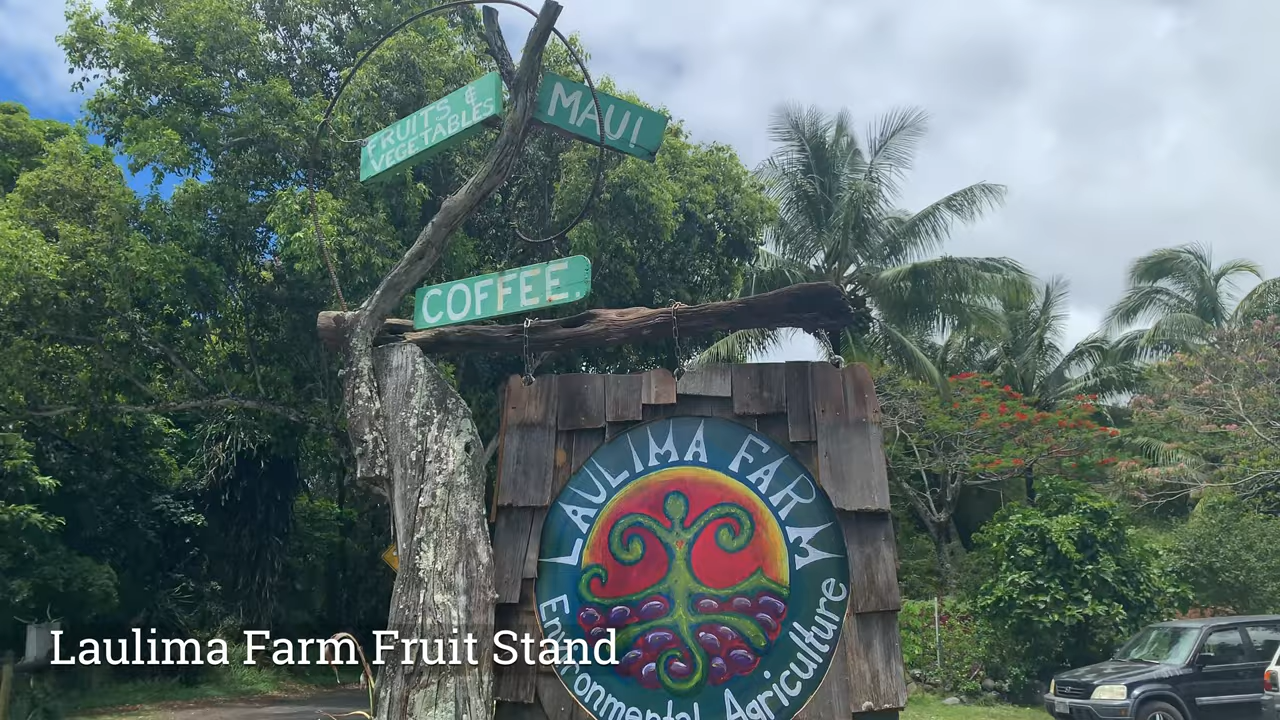 FRUITS &
VEGETABLES
MAUI
COFFEE
LAULIMA FARM
Environmental Agriculture
Laulima Farm Fruit Stand